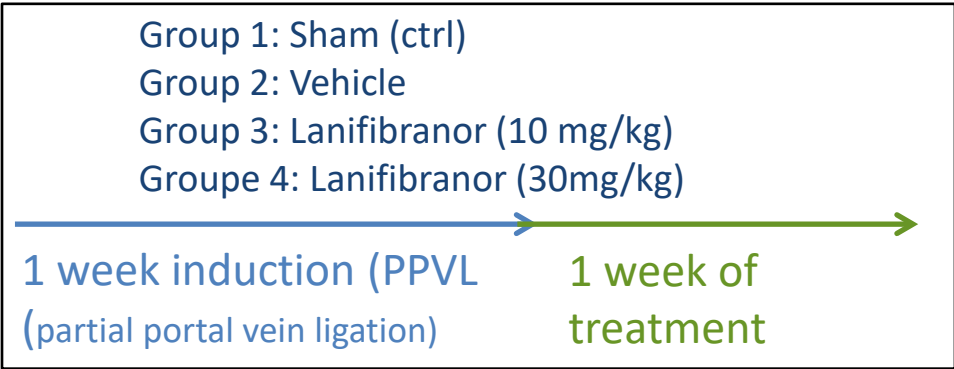 Group 1: Sham (ctrl)
Group 2: Vehicle
Group 3: Lanifibranor (10 mg/kg)
Groupe 4: Lanifibranor (30mg/kg)
1 week induction (PPVL
(partial portal vein ligation)
1 week of
treatment